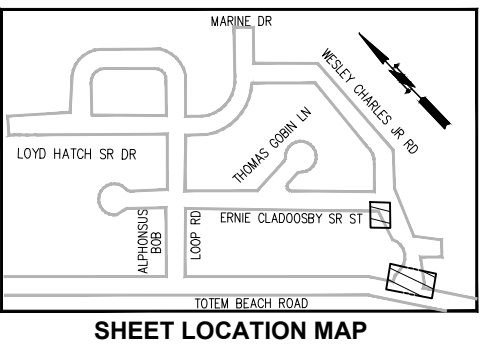 MARINE DR
WESLEY CHARLES JR RD
THOMAS GOBIN LN
LOYD HATCH SR DR
ALPHONSUS
BOB
LOOP RD
ERNIE CLADOOSBY SR ST
TOTEM BEACH ROAD
SHEET LOCATION MAP